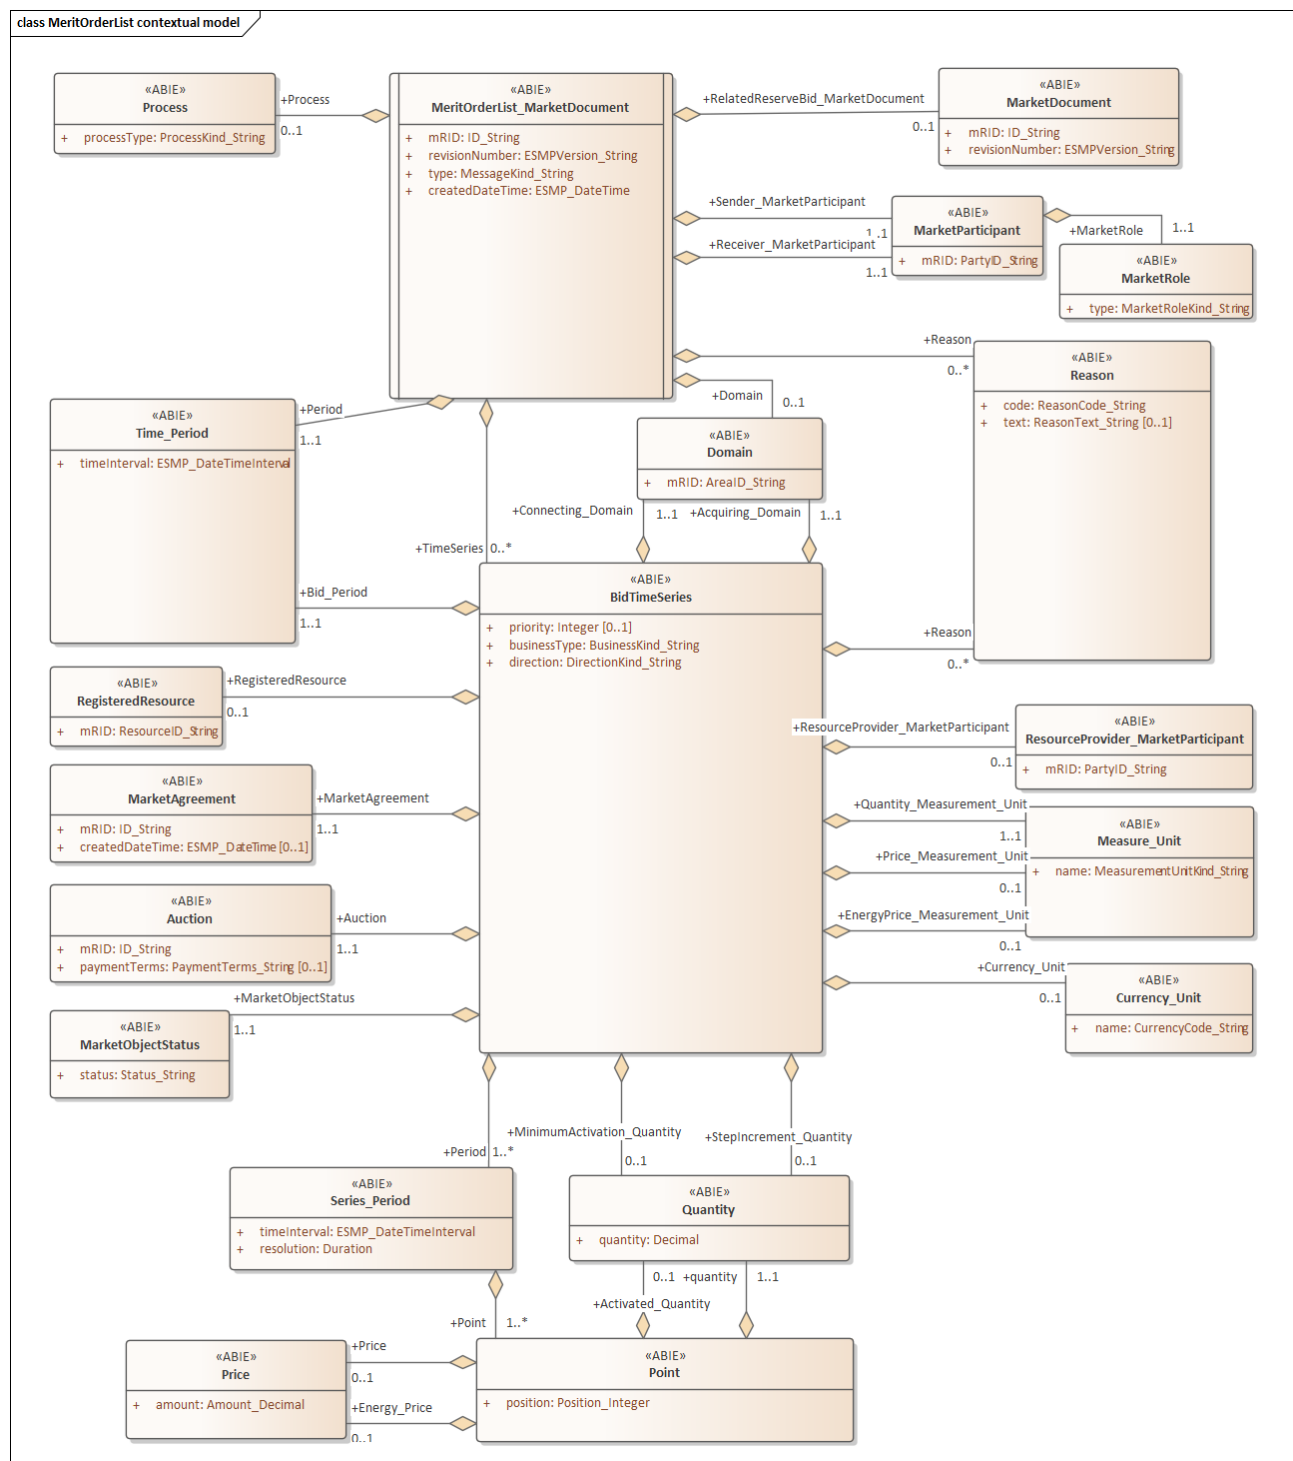 class MeritOrderList contextual model
«ABIE»
Process
+ processType: ProcessKind_String
+Process
0..1
«ABIE»
MeritOrderList_MarketDocument
+ mRID: ID_String
+ revisionNumber: ESMPVersion_String
+ type: MessageKind_String
+ createdDateTime: ESMP_DateTime
+RelatedReserveBid_MarketDocument
0..1
«ABIE»
MarketDocument
+ mRID: ID_String
+ revisionNumber: ESMPVersion_String
+Sender_MarketParticipant
1..1
+Receiver_MarketParticipant
1..1
«ABIE»
MarketParticipant
+ mRID: PartyID_String
+MarketRole
1..1
«ABIE»
MarketRole
+ type: MarketRoleKind_String
+Reason
0..*
«ABIE»
Reason
+ code: ReasonCode_String
+ text: ReasonText_String [0..1]
+Domain
0..1
«ABIE»
Domain
+ mRID: AreaID_String
«ABIE»
Time_Period
+ timeInterval: ESMP_DateTimeInterval
+Period
1..1
+Connecting_Domain
1..1
+Acquiring_Domain
1..1
+TimeSeries
0..*
«ABIE»
BidTimeSeries
+ priority: Integer [0..1]
+ businessType: BusinessKind_String
+ direction: DirectionKind_String
+Bid_Period
1..1
+Reason
0..*
«ABIE»
RegisteredResource
+ mRID: ResourceID_String
+RegisteredResource
0..1
+ResourceProvider_MarketParticipant
0..1
«ABIE»
ResourceProvider_MarketParticipant
+ mRID: PartyID_String
«ABIE»
MarketAgreement
+ mRID: ID_String
+ createdDateTime: ESMP_DateTime [0..1]
+MarketAgreement
1..1
+Quantity_Measurement_Unit
1..1
+Price_Measurement_Unit
0..1
+EnergyPrice_Measurement_Unit
0..1
«ABIE»
Measure_Unit
+ name: MeasurementUnitKind_String
«ABIE»
Auction
+ mRID: ID_String
+ paymentTerms: PaymentTerms_String [0..1]
+Auction
1..1
+Currency_Unit
0..1
«ABIE»
Currency_Unit
+ name: CurrencyCode_String
+MarketObjectStatus
1..1
«ABIE»
MarketObjectStatus
+ status: Status_String
+Period
1..*
+MinimumActivation_Quantity
0..1
+StepIncrement_Quantity
0..1
«ABIE»
Series_Period
+ timeInterval: ESMP_DateTimeInterval
+ resolution: Duration
«ABIE»
Quantity
+ quantity: Decimal
0..1
+quantity
1..1
+Activated_Quantity
+Point
1..*
«ABIE»
Price
+ amount: Amount_Decimal
+Price
0..1
+Energy_Price
0..1
«ABIE»
Point
+ position: Position_Integer